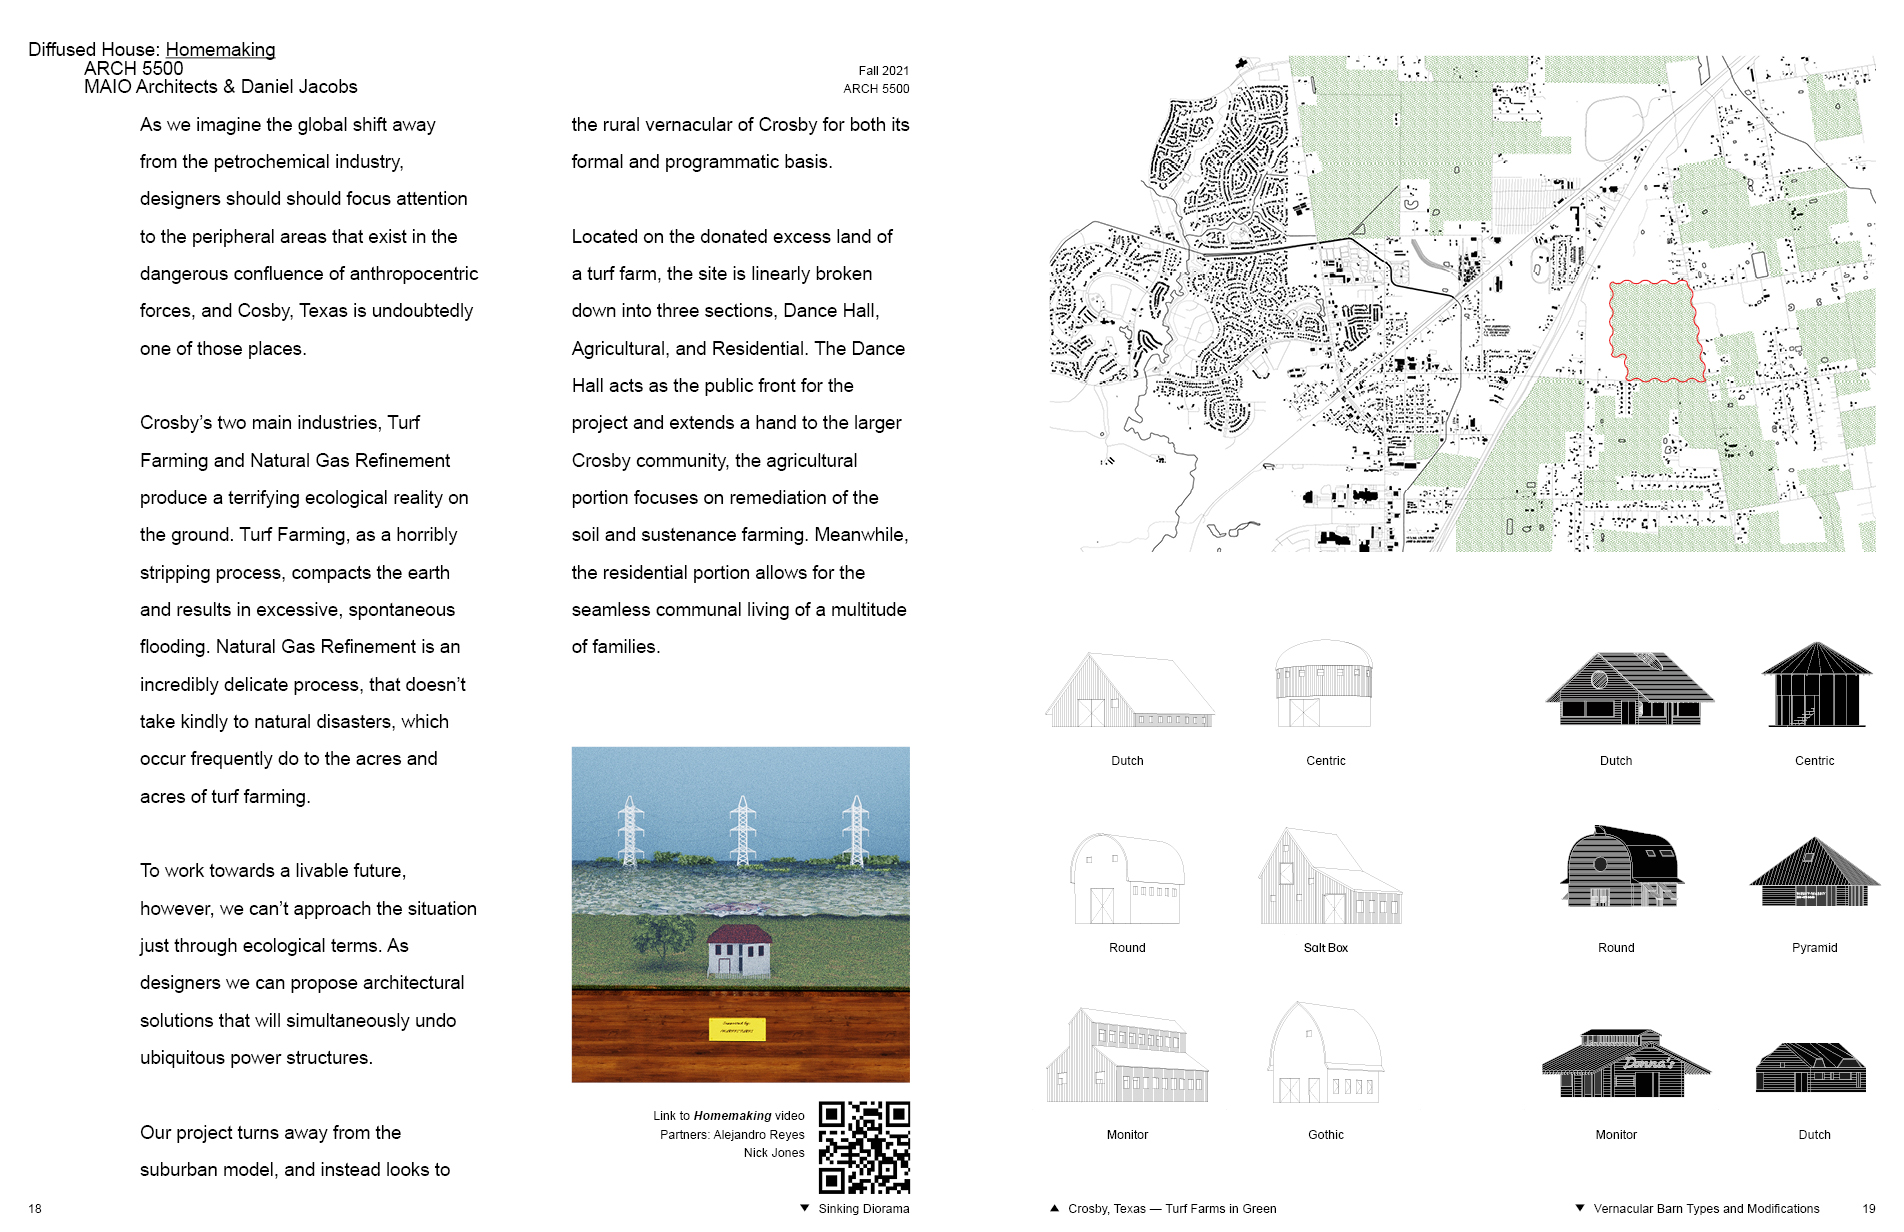 Diffused House: Homemaking
ARCH 5500
MAIO Architects & Daniel Jacobs
Fall 2021
ARCH 5500
As we imagine the global shift away
from the petrochemical industry,
designers should should focus attention
to the peripheral areas that exist in the
dangerous confluence of anthropocentric
forces, and Cosby, Texas is undoubtedly
one of those places.
Crosby’s two main industries, Turf
Farming and Natural Gas Refinement
produce a terrifying ecological reality on
the ground. Turf Farming, as a horribly
stripping process, compacts the earth
and results in excessive, spontaneous
flooding. Natural Gas Refinement is an
incredibly delicate process, that doesn’t
take kindly to natural disasters, which
occur frequently do to the acres and
acres of turf farming.
To work towards a livable future,
however, we can’t approach the situation
just through ecological terms. As
designers we can propose architectural
solutions that will simultaneously undo
ubiquitous power structures.
Our project turns away from the
suburban model, and instead looks to
the rural vernacular of Crosby for both its
formal and programmatic basis.
Located on the donated excess land of
a turf farm, the site is linearly broken
down into three sections, Dance Hall,
Agricultural, and Residential. The Dance
Hall acts as the public front for the
project and extends a hand to the larger
Crosby community, the agricultural
portion focuses on remediation of the
soil and sustenance farming. Meanwhile,
the residential portion allows for the
seamless communal living of a multitude
of families.
Supported by:
Link to Homemaking video
Partners: Alejandro Reyes
Nick Jones
18
▼ Sinking Diorama
Dutch
Centric
Dutch
Centric
Round
Salt Box
Round
Pyramid
Donna's
Monitor
Gothic
Monitor
Dutch
▲ Crosby, Texas — Turf Farms in Green
▼ Vernacular Barn Types and Modifications
19